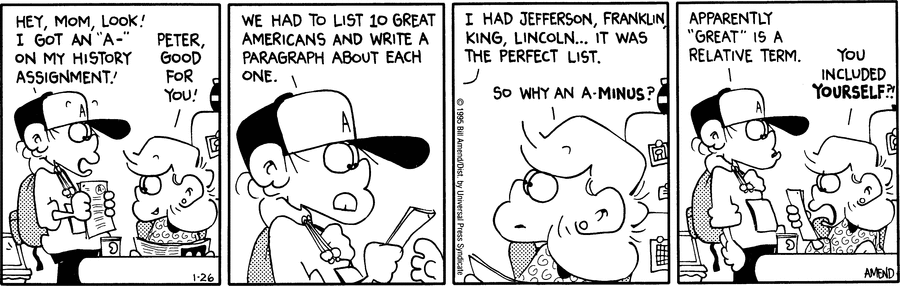 HEY, MOM, LOOK!
I GOT AN "A-"
ON MY HISTORY
ASSIGNMENT!
PETER,
GOOD
FOR
YOU!
A
1-26
WE HAD TO LIST 10 GREAT
AMERICANS AND WRITE A
PARAGRAPH ABOUT EACH
ONE.
A
I HAD JEFFERSON, FRANKLIN,
KING, LINCOLN... IT WAS
THE PERFECT LIST.
SO WHY AN A-MINUS?
© 1995 Bill Amend/Dist. by Universal Press Syndicate
APPARENTLY
"GREAT" IS A
RELATIVE TERM.
YOU
INCLUDED
YOURSELF?!
A
AMEND